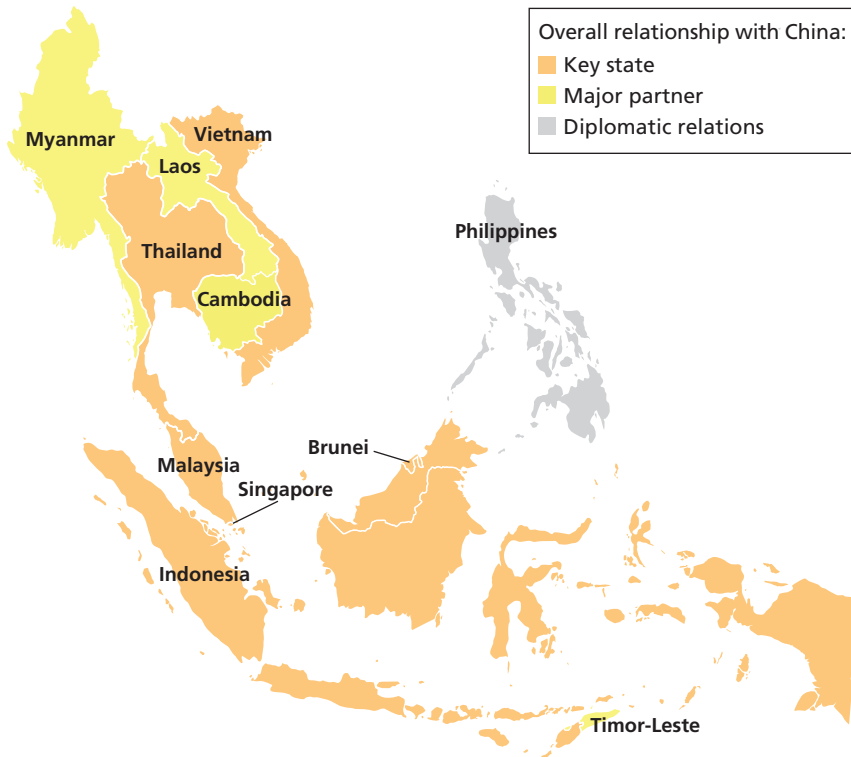 Overall relationship with China:
Key state
Major partner
Diplomatic relations
Myanmar
Vietnam
Laos
Thailand
Philippines
Cambodia
Brunei
Malaysia
Singapore
Indonesia
Timor-Leste